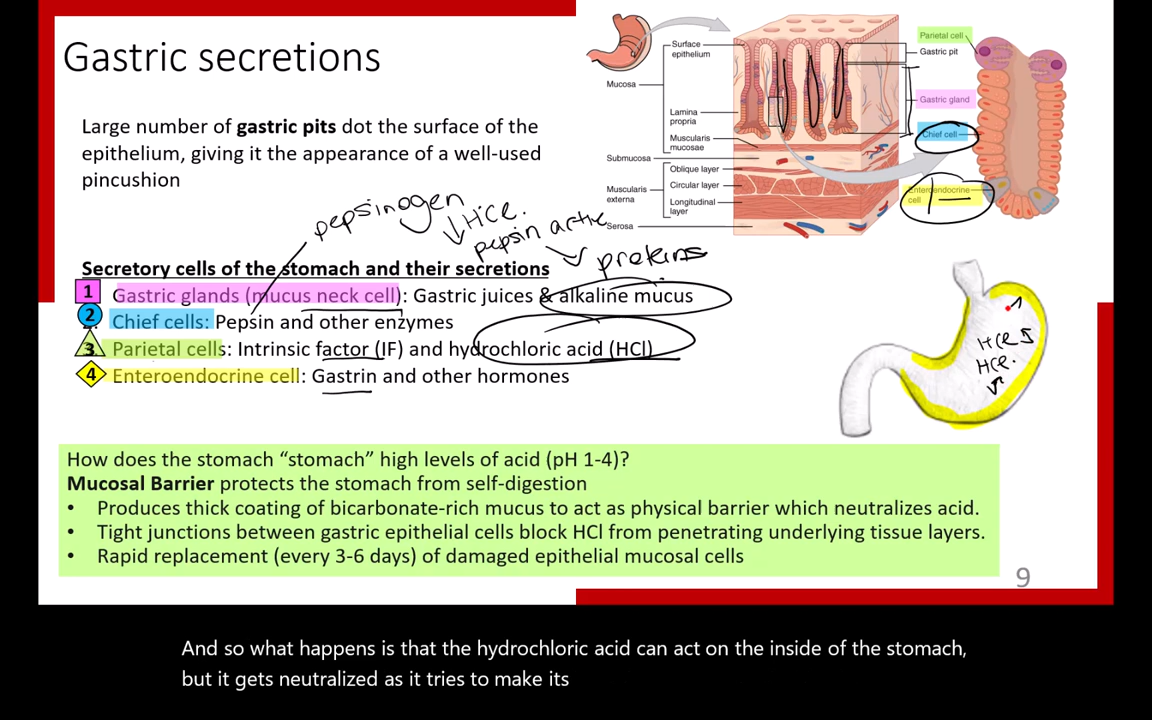 Gastric secretions
Large number of gastric pits dot the surface of the
epithelium, giving it the appearance of a well-used
pincushion
Surface
epithelium
Mucosa
Lamina
propria
Muscularis
mucosae
Submucosa
Oblique layer
Muscularis
externa
Circular layer
Longitudinal
layer
Serosa
Parietal cell
Gastric pit
Gastric gland
Chief cell
Enteroendocrine
cell
pepsinogen
↓ HCl.
pepsin active
↓ proteins
Secretory cells of the stomach and their secretions
1 Gastric glands (mucus neck cell): Gastric juices & alkaline mucus
2 Chief cells: Pepsin and other enzymes
3 Parietal cells: Intrinsic factor (IF) and hydrochloric acid (HCl)
4 Enteroendocrine cell: Gastrin and other hormones
HCl
HCl.
How does the stomach “stomach” high levels of acid (pH 1-4)?
Mucosal Barrier protects the stomach from self-digestion
• Produces thick coating of bicarbonate-rich mucus to act as physical barrier which neutralizes acid.
• Tight junctions between gastric epithelial cells block HCl from penetrating underlying tissue layers.
• Rapid replacement (every 3-6 days) of damaged epithelial mucosal cells
9
And so what happens is that the hydrochloric acid can act on the inside of the stomach,
but it gets neutralized as it tries to make its